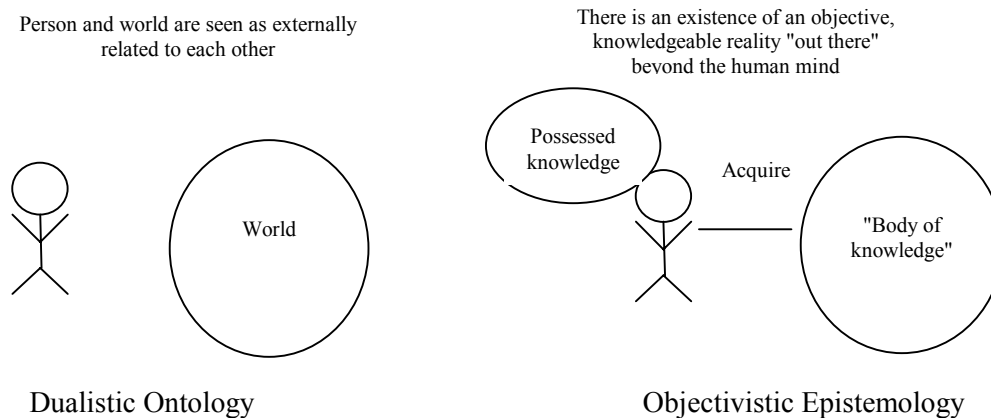 Person and world are seen as externally
related to each other
World
Dualistic Ontology
There is an existence of an objective,
knowledgeable reality "out there"
beyond the human mind
Possessed
knowledge
Acquire
"Body of
knowledge"
Objectivistic Epistemology